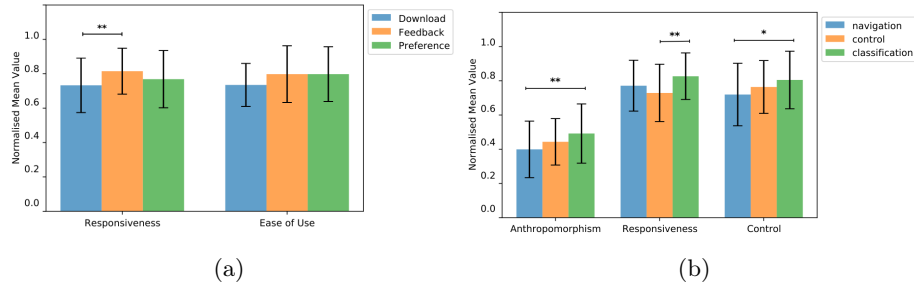 **
Download
Feedback
Preference
Normalised Mean Value
1.0
0.8
0.6
0.4
0.2
0.0
Responsiveness
Ease of Use
(a)
**
**
*
navigation
control
classification
Normalised Mean Value
1.0
0.8
0.6
0.4
0.2
0.0
Anthropomorphism
Responsiveness
Control
(b)